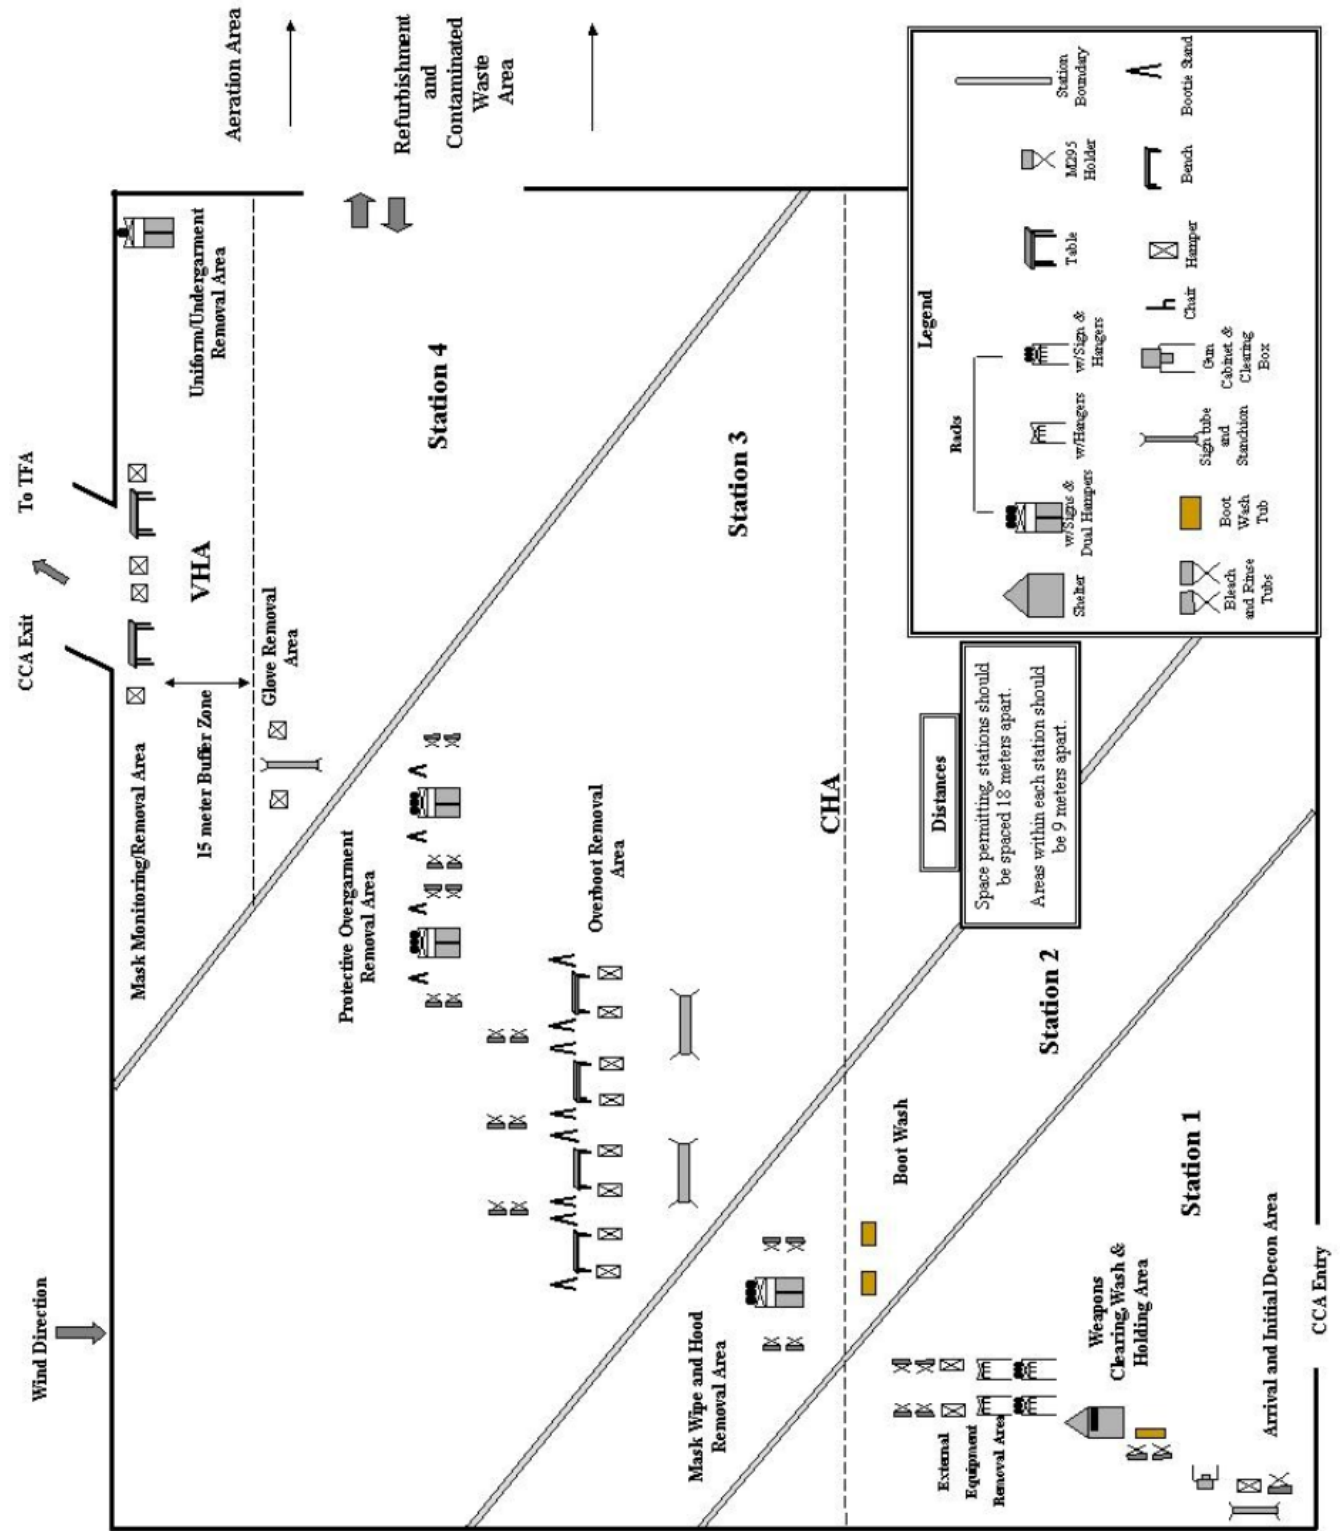 Wind Direction
CCA Exit
To TFA
Aeration Area
Refurbishment
and
Contaminated
Waste
Area
Mask Monitoring/Removal Area
VHA
15 meter Buffer Zone
Uniform/Undergarment
Removal Area
Glove Removal
Area
Station 4
Protective Overgarment
Removal Area
Overboot Removal
Area
Station 3
Mask Wipe and Hood
Removal Area
CHA
Boot Wash
Station 2
External
Equipment
Removal Area
Weapons
Clearing, Wash &
Holding Area
Station 1
Arrival and Initial Decon Area
CCA Entry
Distances
Space permitting, stations should
be spaced 18 meters apart.
Areas within each station should
be 9 meters apart.
Legend
Racks
Shelter
w/Signs &
Dual Hampers
w/Hangers
w/Sign &
Hangers
Table
M295
Holder
Station
Boundary
Bleach
and Rinse
Tubs
Boot
Wash
Tub
Sign tube
and
Stanchion
Gun
Cabinet &
Clearing
Box
Chair
Hamper
Bench
Bootie Stand